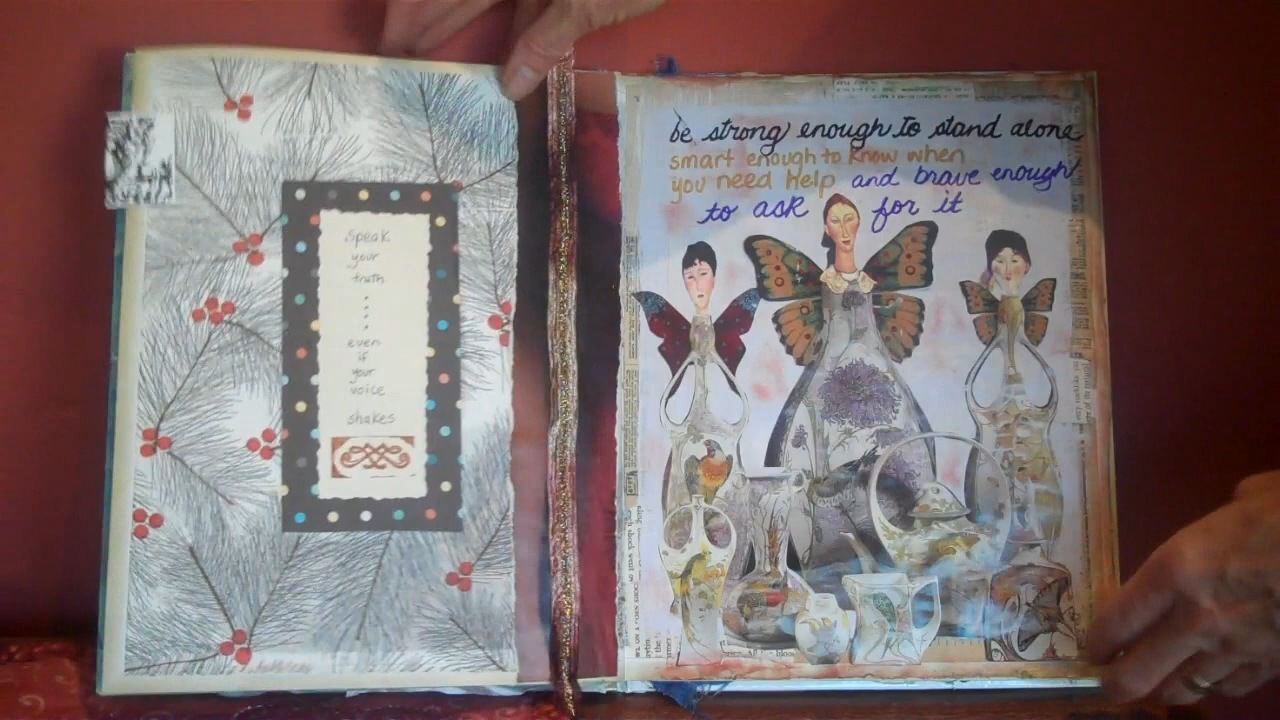 Speak
your
truth
even
if
your
voice
shakes
be strong enough to stand alone
smart enough to know when
you need help and brave enough
to ask for it